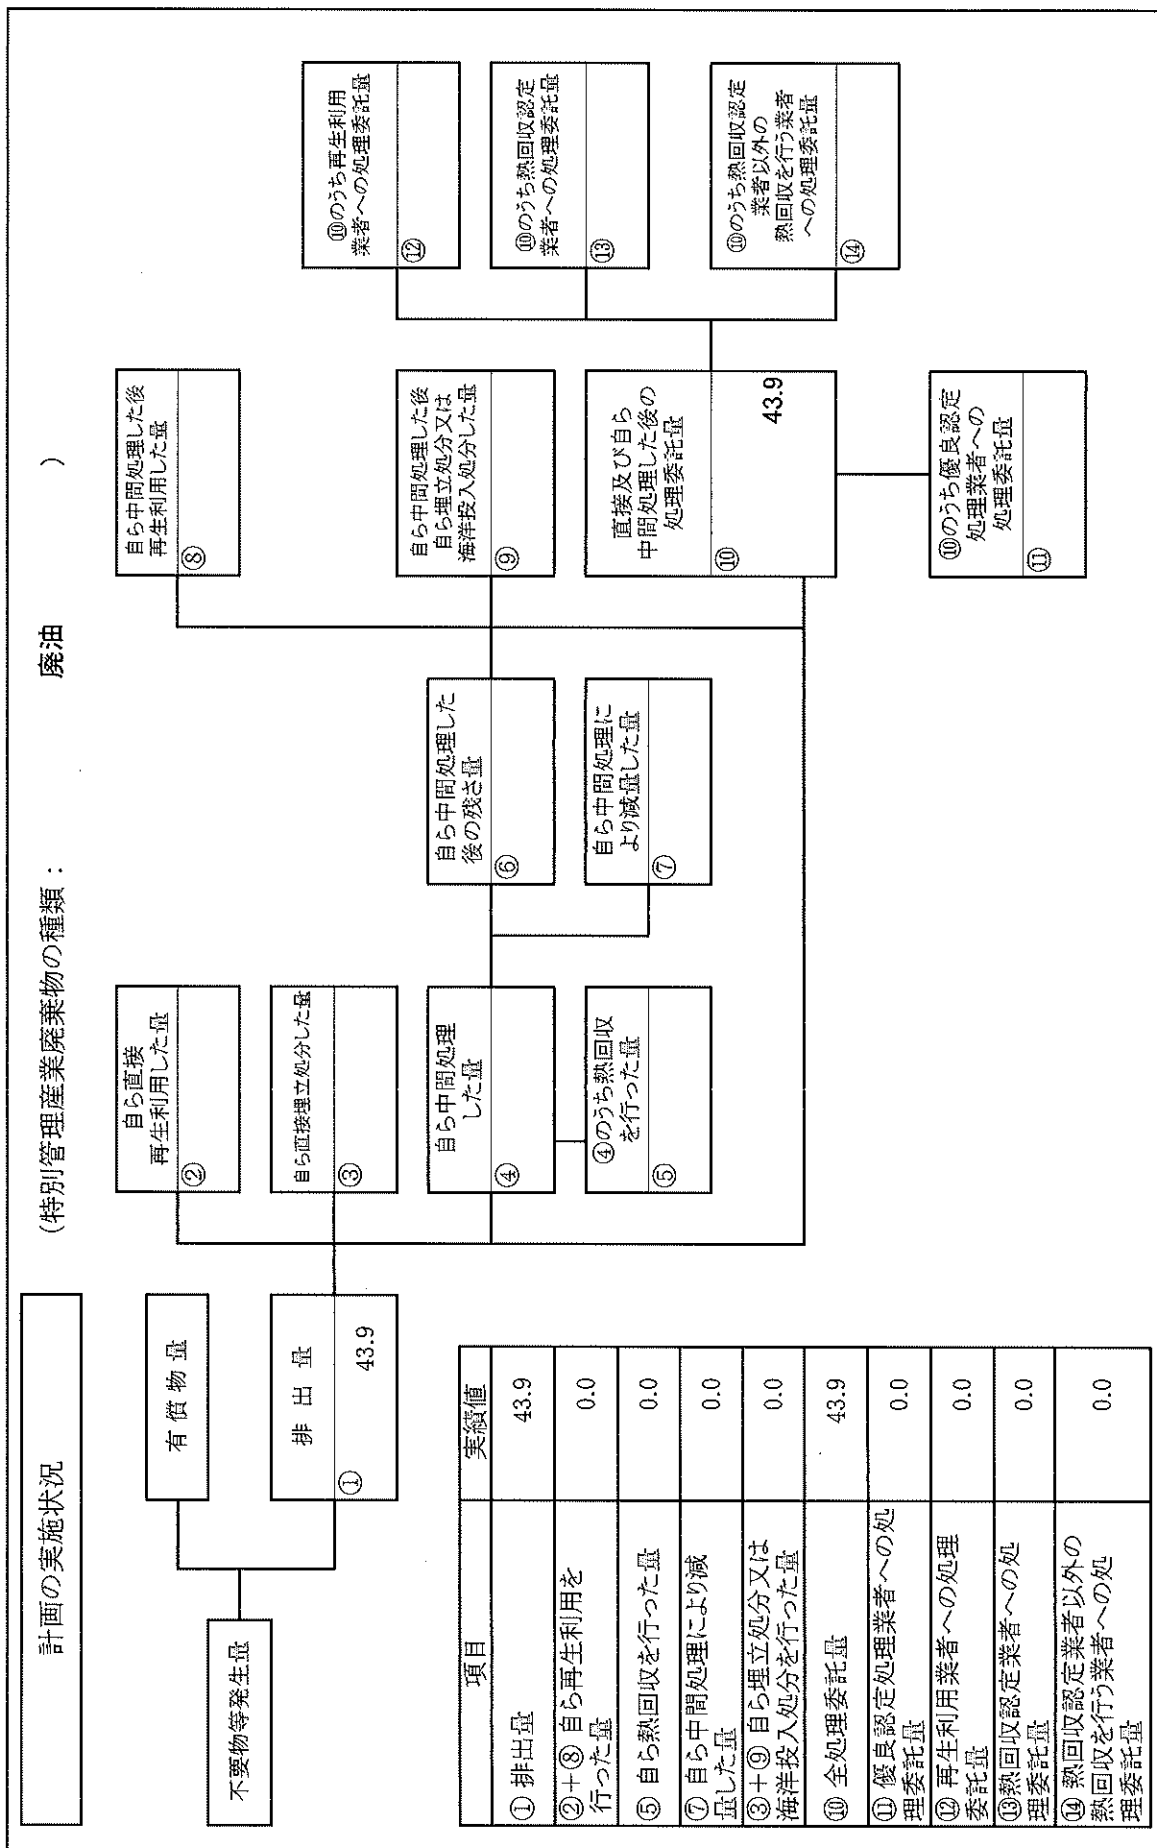 計画の実施状況
(特別管理産業廃棄物の種類: 廃油 )
不要物等発生量
有償物量
排出量
①
43.9
自ら直接
再生利用した量
②
自ら直接埋立処分した量
③
自ら中間処理
した量
④
④のうち熱回収
を行った量
⑤
自ら中間処理した
後の残さ量
⑥
自ら中間処理に
より減量した量
⑦
自ら中間処理した後
再生利用した量
⑧
自ら中間処理した後
自ら埋立処分又は
海洋投入処分した量
⑨
直接及び自ら
中間処理した後の
処理委託量
⑩
43.9
⑩のうち優良認定
処理業者への
処理委託量
⑪
⑩のうち再生利用
業者への処理委託量
⑫
⑩のうち熱回収認定
業者への処理委託量
⑬
⑩のうち熱回収認定
業者以外の
熱回収を行う業者
への処理委託量
⑭
項目 実績値
① 排出量 43.9
②+⑧ 自ら再生利用を
行った量 0.0
⑤ 自ら熱回収を行った量 0.0
⑦ 自ら中間処理により減
量した量 0.0
③+⑨ 自ら埋立処分又は
海洋投入処分を行った量 0.0
⑩ 全処理委託量 43.9
⑪ 優良認定処理業者への処
理委託量 0.0
⑫ 再生利用業者への処理
委託量 0.0
⑬熱回収認定業者への処
理委託量 0.0
⑭ 熱回収認定業者以外の
熱回収を行う業者への処
理委託量 0.0